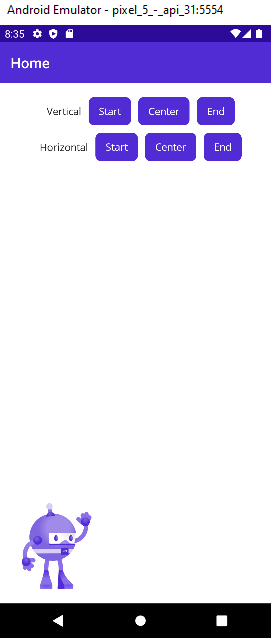 Android Emulator - pixel_5_-_api_31:5554
8:35
Home
Vertical Start Center End
Horizontal Start Center End